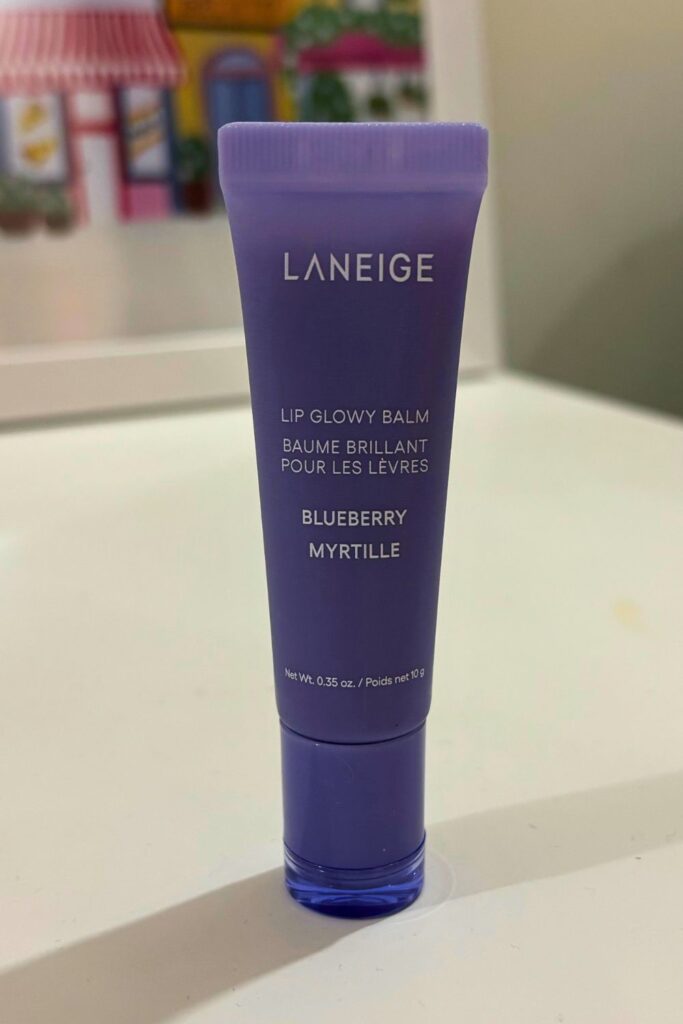 LANEIGE
LIP GLOWY BALM
BAUME BRILLANT
POUR LES LÈVRES
BLUEBERRY
MYRTILLE
Net Wt. 0.35 oz. / Poids net 10 g